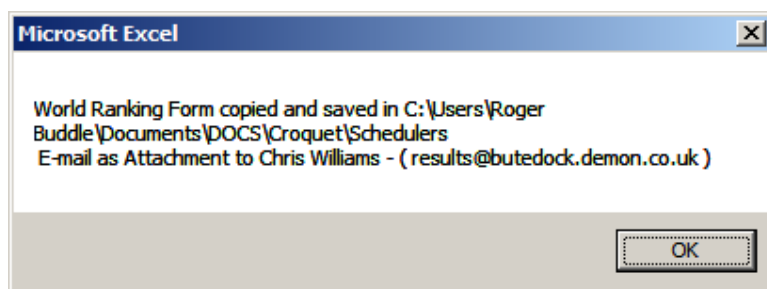 Microsoft Excel
World Ranking Form copied and saved in C:\Users\Roger
Buddle\Documents\DOCS\Croquet\Schedulers
E-mail as Attachment to Chris Williams - ( results@butedock.demon.co.uk )
OK